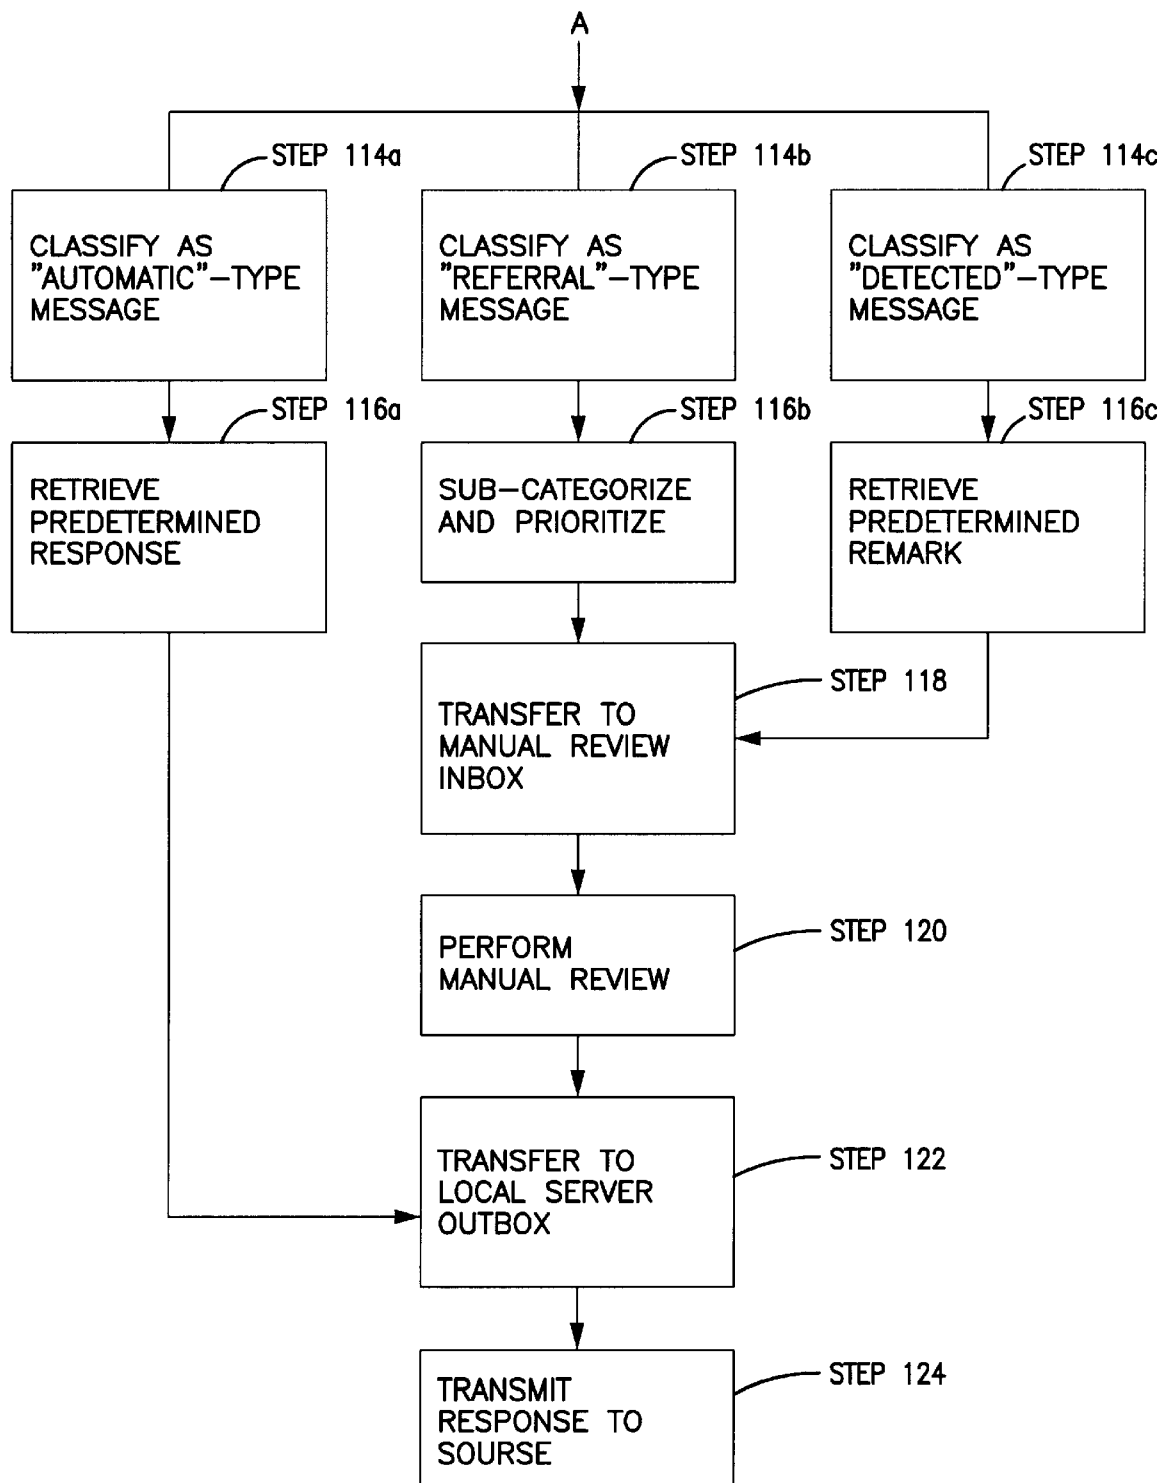 A
STEP 114a
STEP 114b
STEP 114c
CLASSIFY AS
"AUTOMATIC"-TYPE
MESSAGE
CLASSIFY AS
"REFERRAL"-TYPE
MESSAGE
CLASSIFY AS
"DETECTED"-TYPE
MESSAGE
STEP 116a
STEP 116b
STEP 116c
RETRIEVE
PREDETERMINED
RESPONSE
SUB-CATEGORIZE
AND PRIORITIZE
RETRIEVE
PREDETERMINED
REMARK
STEP 118
TRANSFER TO
MANUAL REVIEW
INBOX
STEP 120
PERFORM
MANUAL REVIEW
STEP 122
TRANSFER TO
LOCAL SERVER
OUTBOX
STEP 124
TRANSMIT
RESPONSE TO
SOURSE